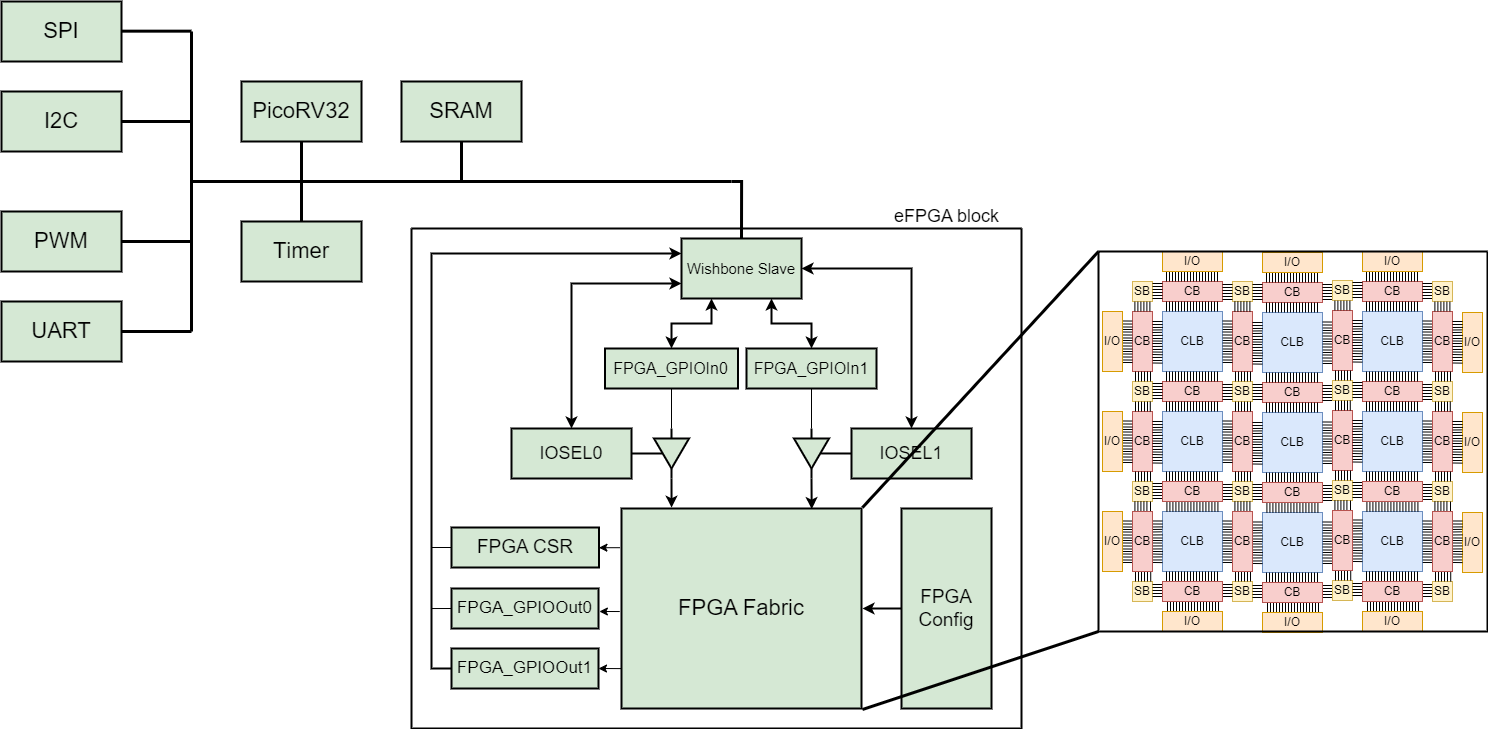 SPI
I2C
PWM
UART
PicoRV32
SRAM
Timer
eFPGA block
Wishbone Slave
FPGA_GPIOIn0
FPGA_GPIOIn1
IOSEL0
IOSEL1
FPGA CSR
FPGA_GPIOOut0
FPGA_GPIOOut1
FPGA Fabric
FPGA
Config
I/O I/O I/O
SB CB SB CB SB CB SB
I/O CB CLB CB CLB CB CLB CB I/O
SB CB SB CB SB CB SB
I/O CB CLB CB CLB CB CLB CB I/O
SB CB SB CB SB CB SB
I/O CB CLB CB CLB CB CLB CB I/O
SB CB SB CB SB CB SB
I/O I/O I/O